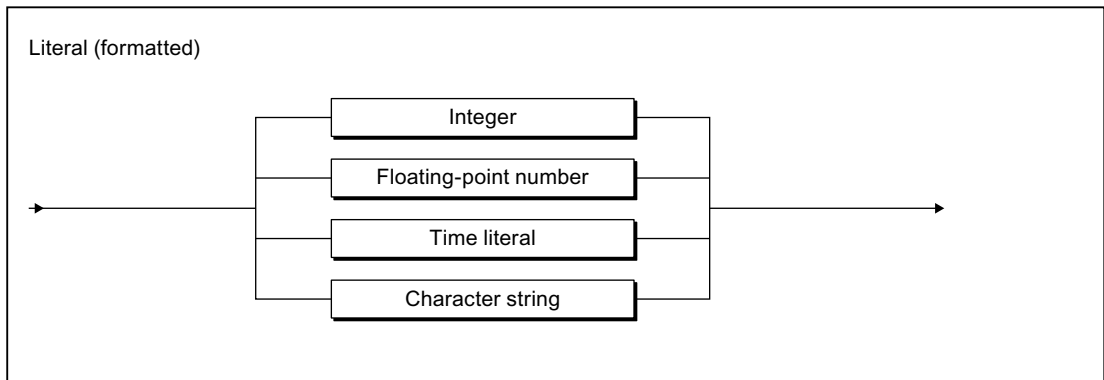 Literal (formatted)
Integer
Floating-point number
Time literal
Character string